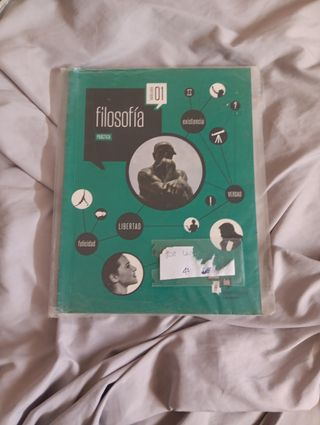 01
filosofía
PRÁCTICA
existencia
VERDAD
LIBERTAD
felicidad